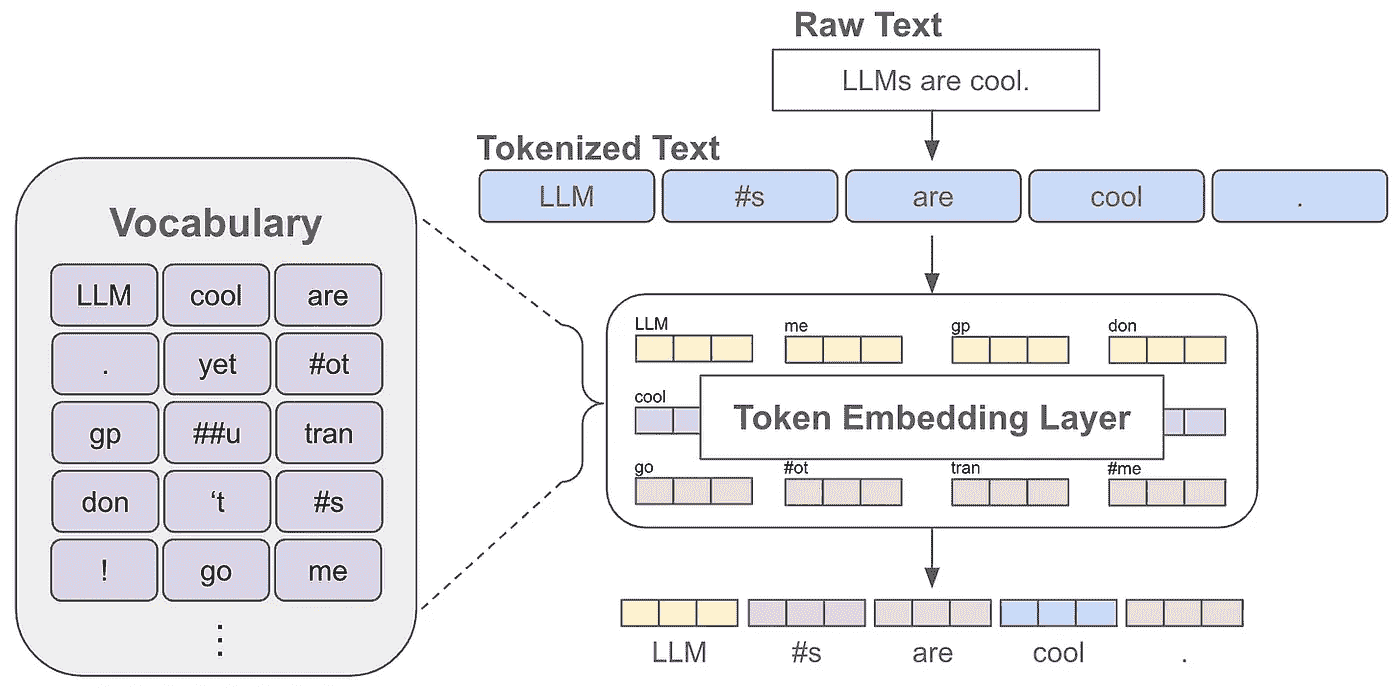 Raw Text
LLMs are cool.
Tokenized Text
LLM #s are cool .
Vocabulary
LLM cool are
. yet #ot
gp ##u tran
don ‘t #s
! go me
⋮
LLM me gp don
cool
Token Embedding Layer
go #ot tran #me
LLM #s are cool .